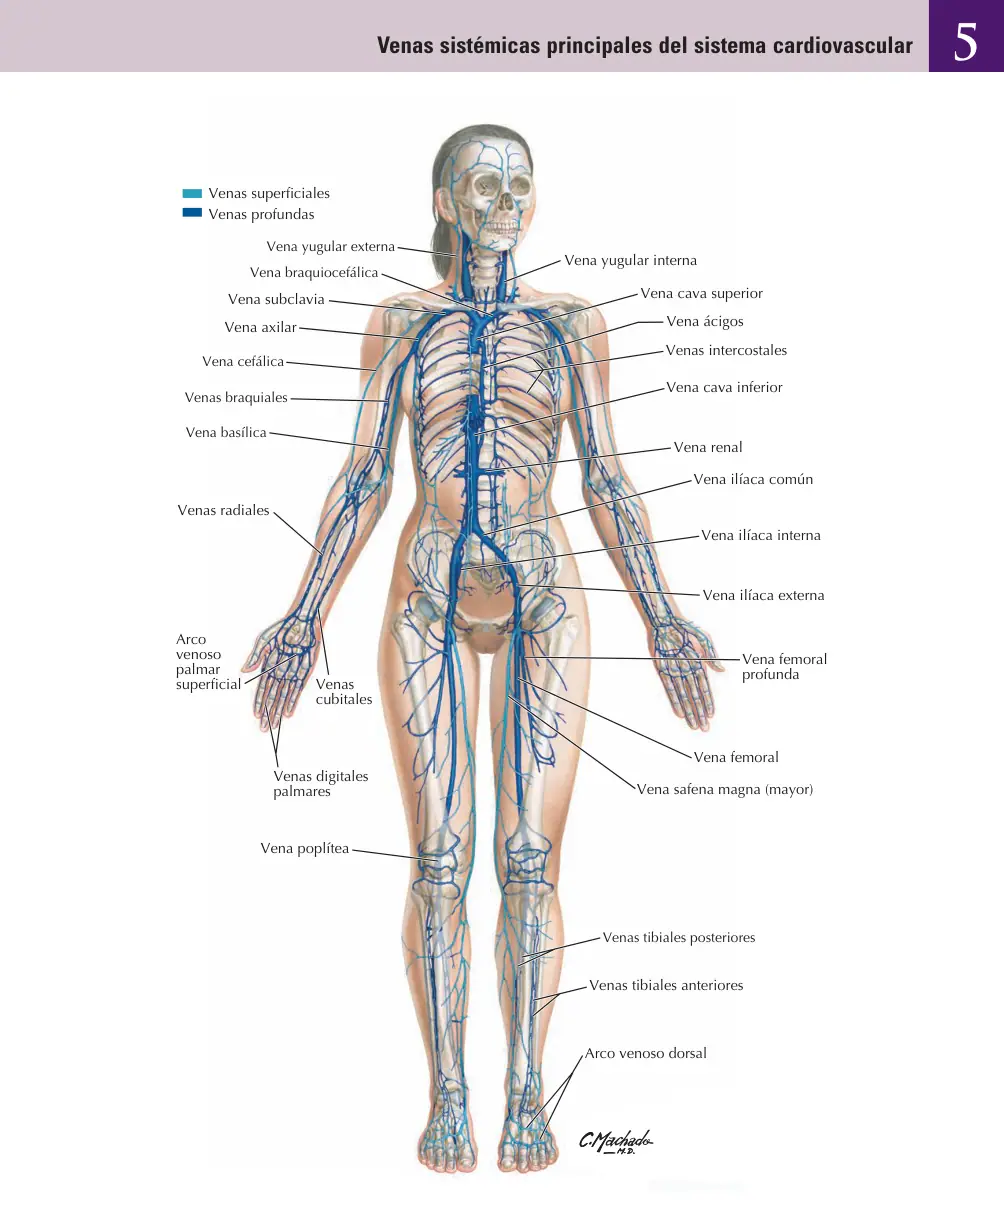 Venas sistémicas principales del sistema cardiovascular
5
Venas superficiales
Venas profundas
Vena yugular externa
Vena braquiocefálica
Vena subclavia
Vena axilar
Vena cefálica
Venas braquiales
Vena basílica
Venas radiales
Arco
venoso
palmar
superficial
Venas
cubitales
Venas digitales
palmares
Vena poplítea
Vena yugular interna
Vena cava superior
Vena ácigos
Venas intercostales
Vena cava inferior
Vena renal
Vena ilíaca común
Vena ilíaca interna
Vena ilíaca externa
Vena femoral
profunda
Vena femoral
Vena safena magna (mayor)
Venas tibiales posteriores
Venas tibiales anteriores
Arco venoso dorsal
C. Machado
M.D.